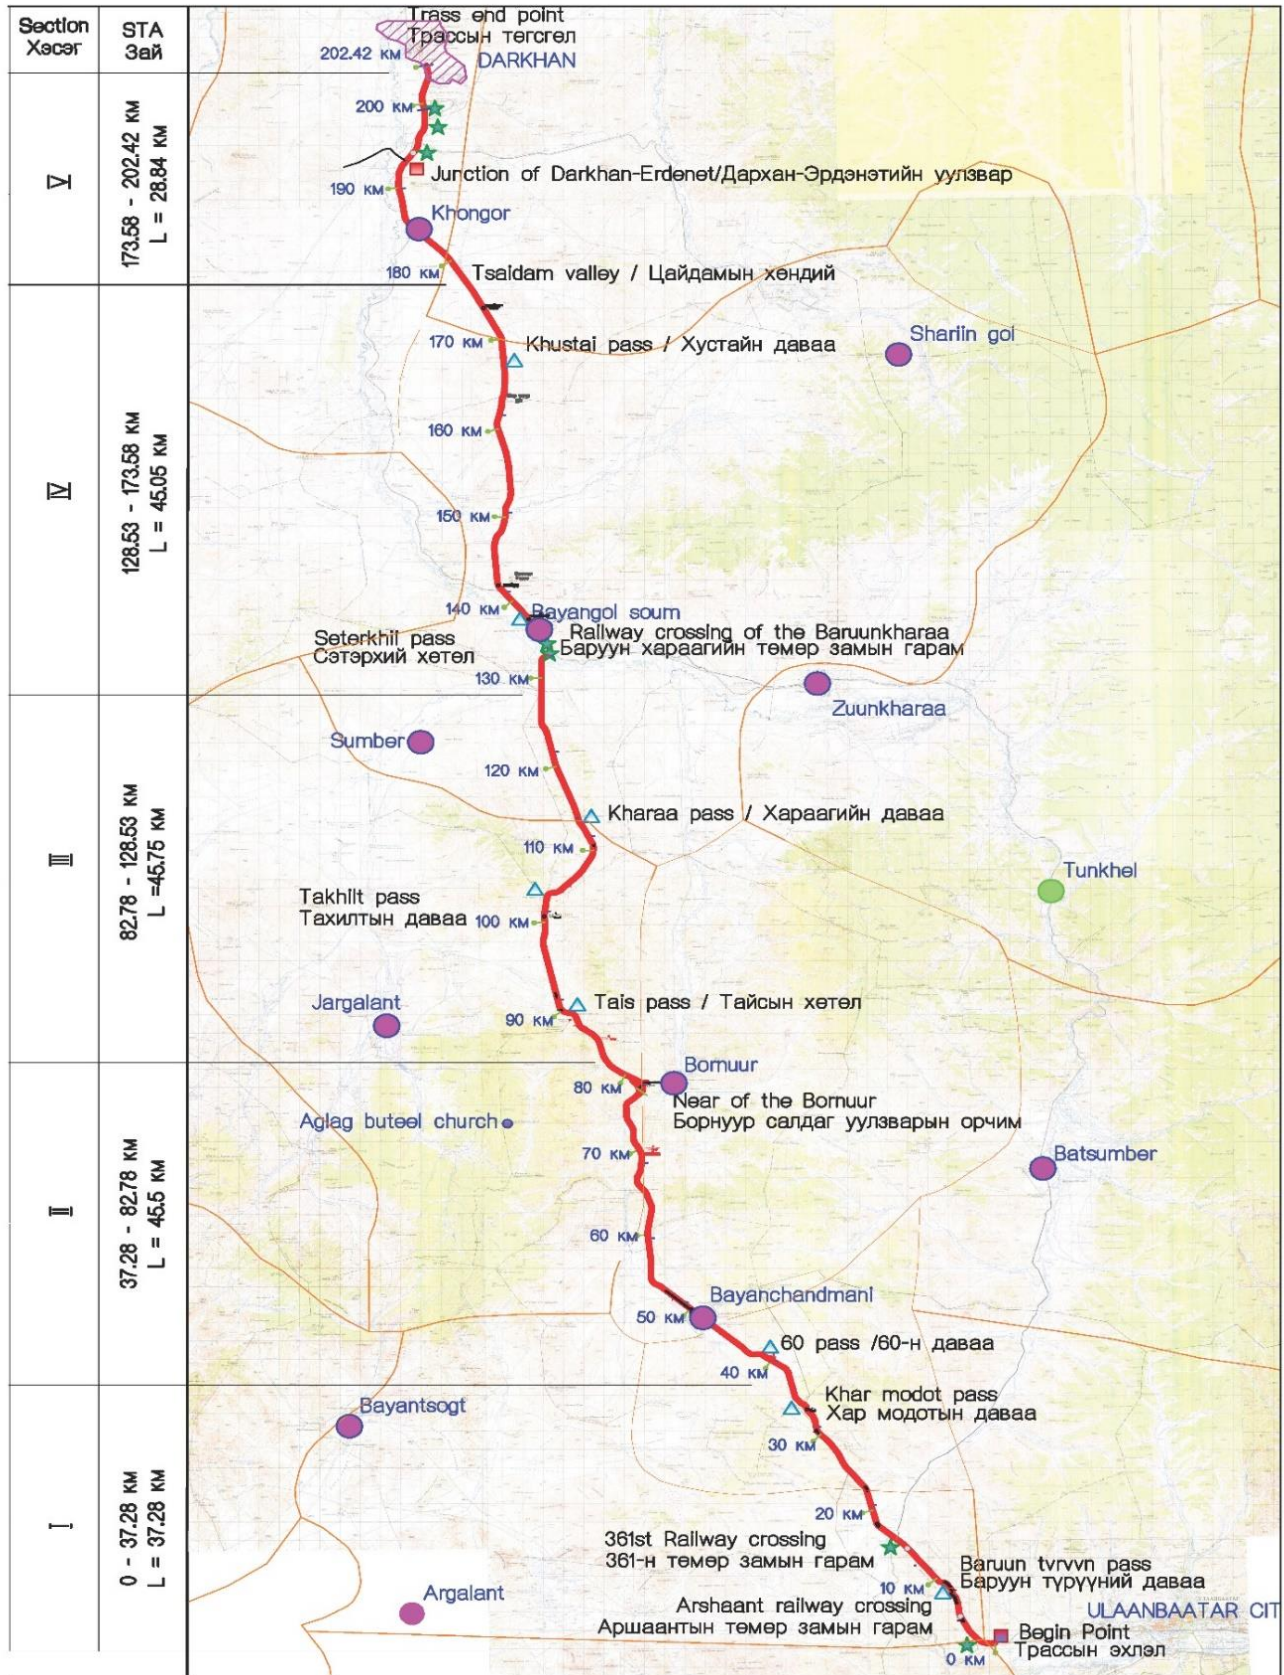 Section
Хэсэг
STA
Зай
Trass end point
Трассын төгсгөл
202.42 КМ
DARKHAN
200 КМ
V
173.58 - 202.42 КМ
L = 28.84 КМ
Junction of Darkhan-Erdenet/Дархан-Эрдэнэтийн уулзвар
190 КМ
Khongor
180 КМ
Tsaidam valley / Цайдамын хөндий
IV
128.53 - 173.58 КМ
L = 45.05 КМ
170 КМ
Khustai pass / Хустайн даваа
Shariin gol
160 КМ
150 КМ
140 КМ
Bayangol soum
Seterkhii pass
Сэтэрхий хөтөл
Railway crossing of the Baruunkharaa
Баруун хараагийн төмөр замын гарам
130 КМ
Zuunkharaa
III
82.78 - 128.53 КМ
L =45.75 КМ
Sumber
120 КМ
Kharaa pass / Хараагийн даваа
110 КМ
Tunkhel
Takhilt pass
Тахилтын даваа
100 КМ
Tais pass / Тайсын хөтөл
Jargalant
90 КМ
Bornuur
80 КМ
Near of the Bornuur
Борнуур салдаг уулзварын орчим
II
37.28 - 82.78 КМ
L = 45.5 КМ
Aglag buteel church
70 КМ
Batsumber
60 КМ
Bayanchandmani
50 КМ
60 pass /60-н даваа
40 КМ
I
0 - 37.28 КМ
L = 37.28 КМ
Bayantsogt
Khar modot pass
Хар модотын даваа
30 КМ
20 КМ
361st Railway crossing
361-н төмөр замын гарам
Baruun tvrvvn pass
Баруун түрүүний даваа
10 КМ
Argalant
Arshaant railway crossing
Аршаантын төмөр замын гарам
ULAANBAATAR CIT
Begin Point
Трассын эхлэл
0 КМ